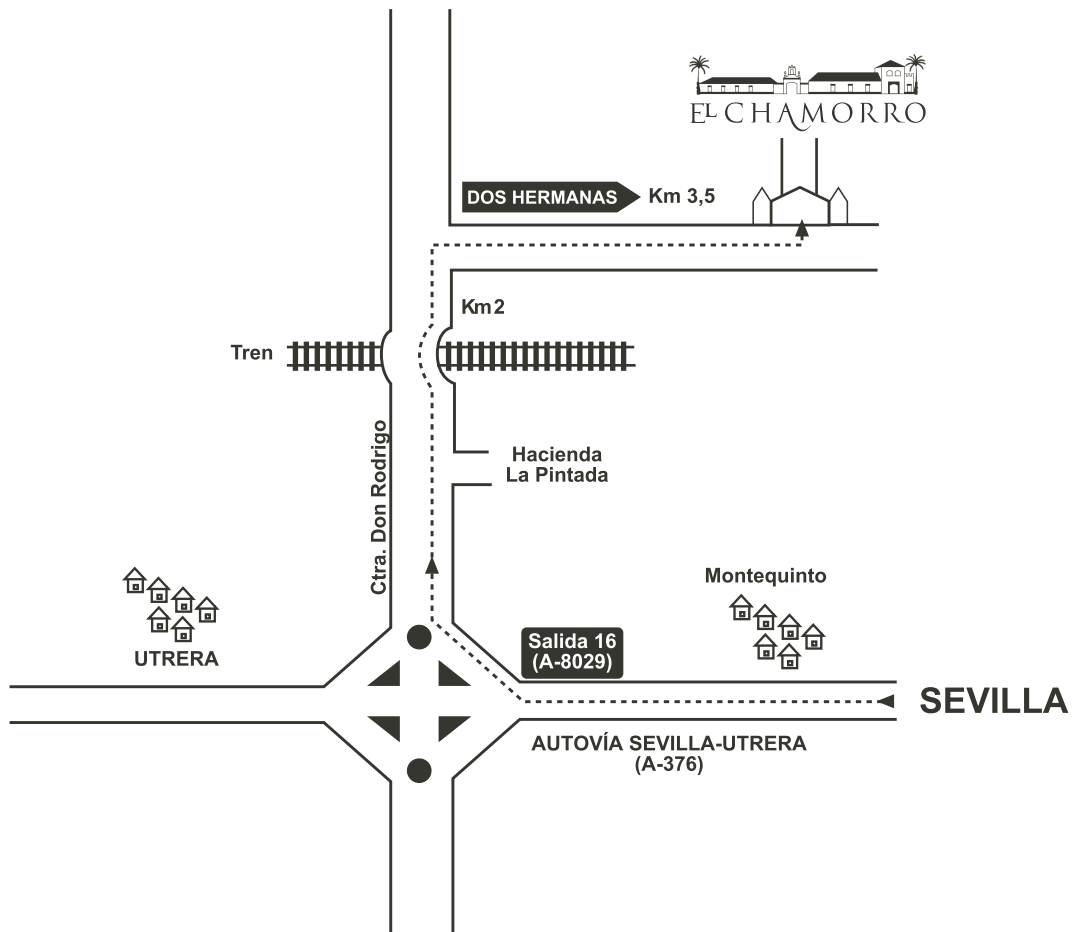 EL CHAMORRO
DOS HERMANAS
Km 3,5
Km 2
Tren
Ctra. Don Rodrigo
Hacienda
La Pintada
Montequinto
UTRERA
Salida 16
(A-8029)
SEVILLA
AUTOVÍA SEVILLA-UTRERA
(A-376)